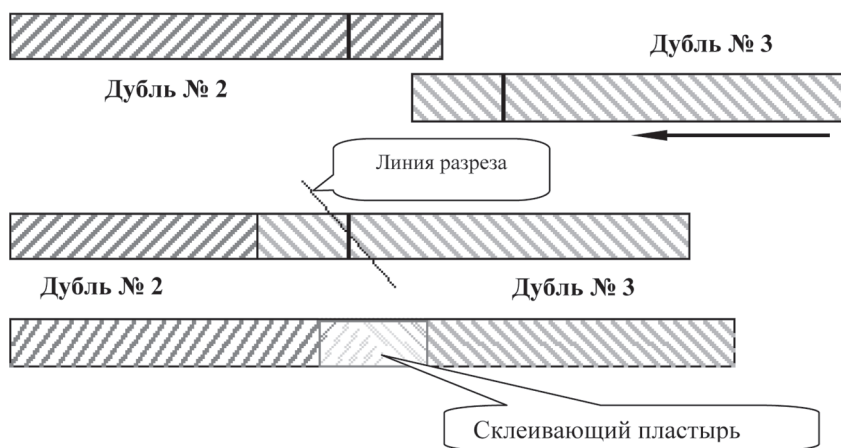 Дубль № 3
Дубль № 2
Линия разреза
Дубль № 2
Дубль № 3
Склеивающий пластырь